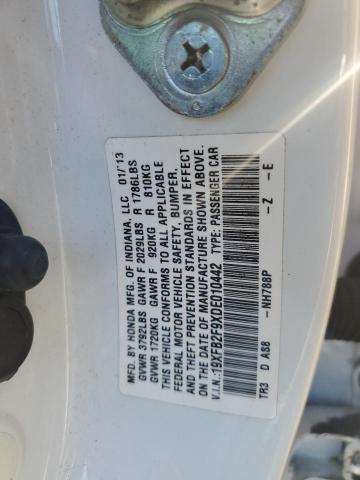 MFD. BY HONDA MFG. OF INDIANA, LLC 01/13
GVWR 3792LBS GAWR F 2029LBS R 1786LBS
GVWR 1720KG GAWR F 920KG R 810KG
THIS VEHICLE CONFORMS TO ALL APPLICABLE
FEDERAL MOTOR VEHICLE SAFETY, BUMPER,
AND THEFT PREVENTION STANDARDS IN EFFECT
ON THE DATE OF MANUFACTURE SHOWN ABOVE.
V.I.N.: 19XFB2F9XDE010442 TYPE: PASSENGER CAR
TR3 D A88 -NH788P -Z -E